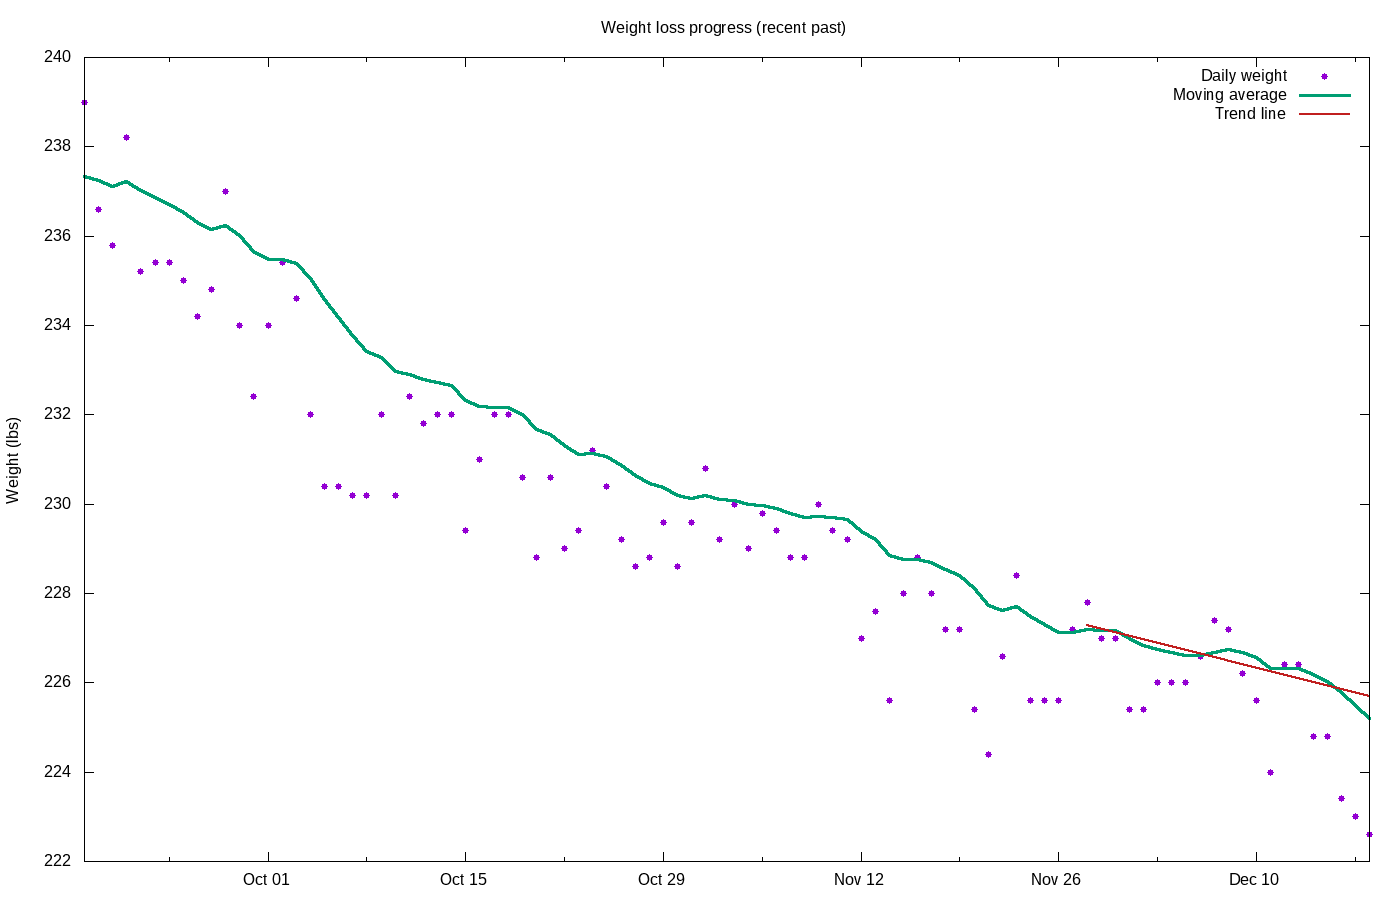 Weight loss progress (recent past)
Daily weight
Moving average
Trend line
Weight (lbs)
240
238
236
234
232
230
228
226
224
222
Oct 01
Oct 15
Oct 29
Nov 12
Nov 26
Dec 10